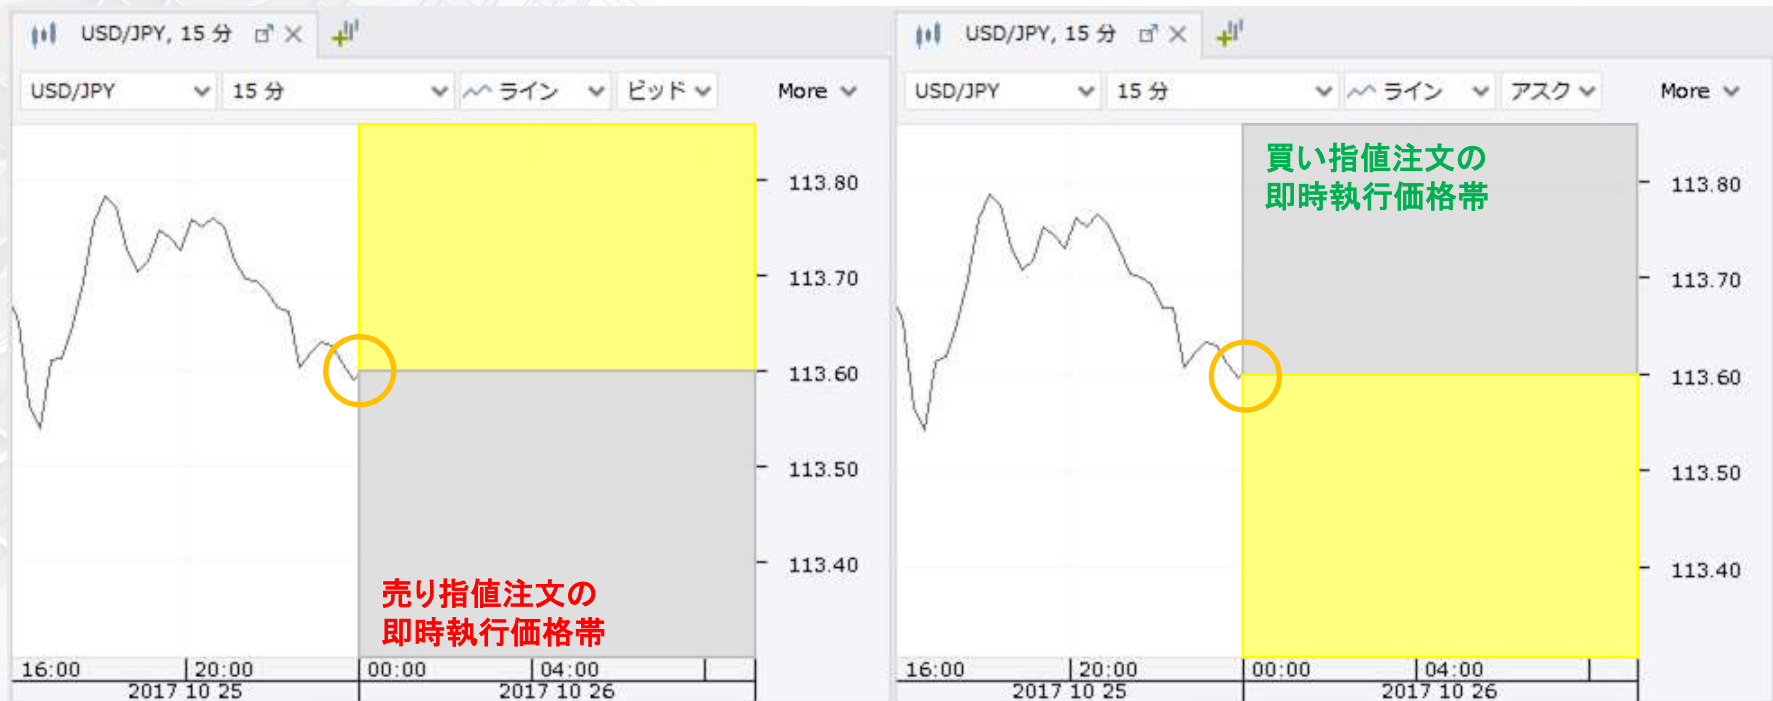 USD/JPY, 15 分
USD/JPY 15 分 ライン ビッド More
113.80
113.70
113.60
113.50
113.40
売り指値注文の
即時執行価格帯
16:00 20:00 00:00 04:00
2017 10 25 2017 10 26
USD/JPY, 15 分
USD/JPY 15 分 ライン アスク More
買い指値注文の
即時執行価格帯
113.80
113.70
113.60
113.50
113.40
16:00 20:00 00:00 04:00
2017 10 25 2017 10 26